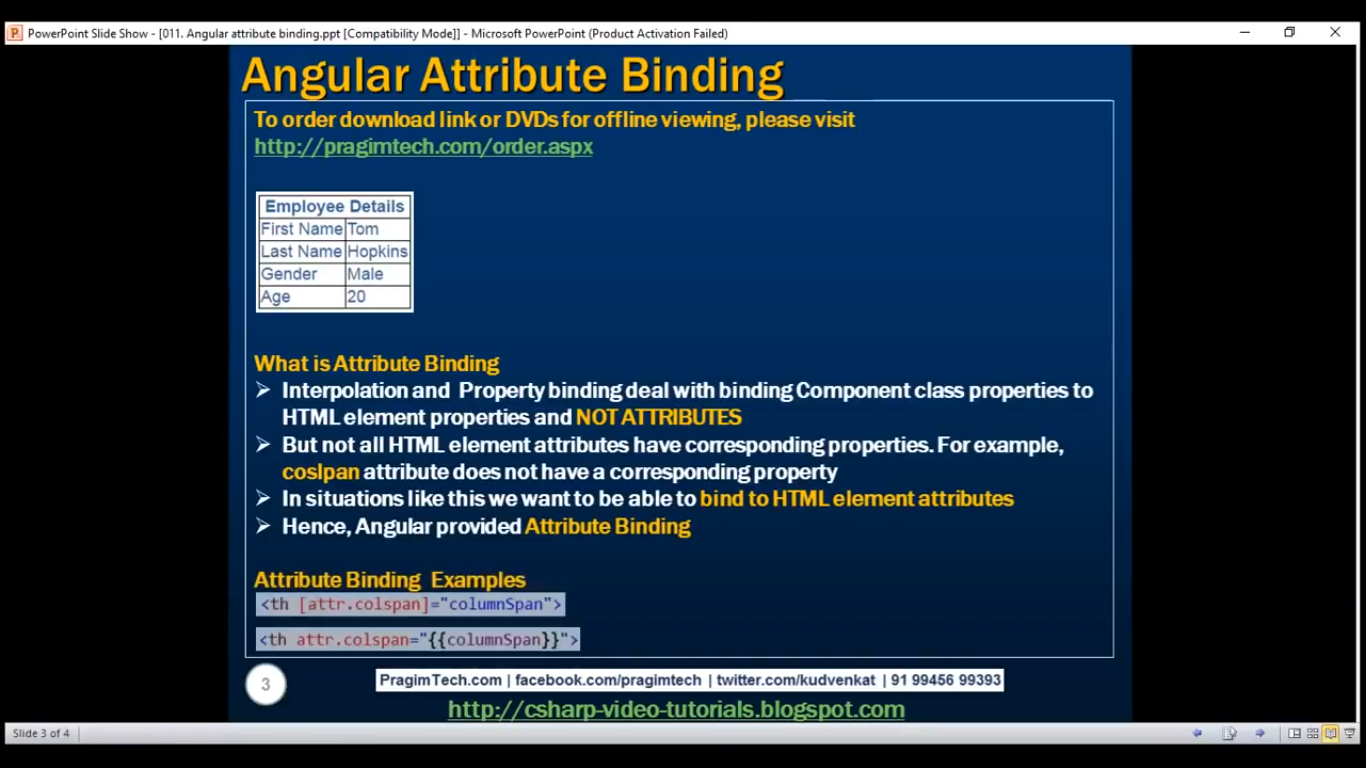 PowerPoint Slide Show - [011. Angular attribute binding.ppt [Compatibility Mode]] - Microsoft PowerPoint (Product Activation Failed)
Angular Attribute Binding
To order download link or DVDs for offline viewing, please visit
http://pragimtech.com/order.aspx
Employee Details
First Name Tom
Last Name Hopkins
Gender Male
Age 20
What is Attribute Binding
➢ Interpolation and Property binding deal with binding Component class properties to
HTML element properties and NOT ATTRIBUTES
➢ But not all HTML element attributes have corresponding properties. For example,
coslpan attribute does not have a corresponding property
➢ In situations like this we want to be able to bind to HTML element attributes
➢ Hence, Angular provided Attribute Binding
Attribute Binding Examples
<th [attr.colspan]="columnSpan">
<th attr.colspan="{{columnSpan}}">
3
PragimTech.com | facebook.com/pragimtech | twitter.com/kudvenkat | 91 99456 99393
http://csharp-video-tutorials.blogspot.com
Slide 3 of 4